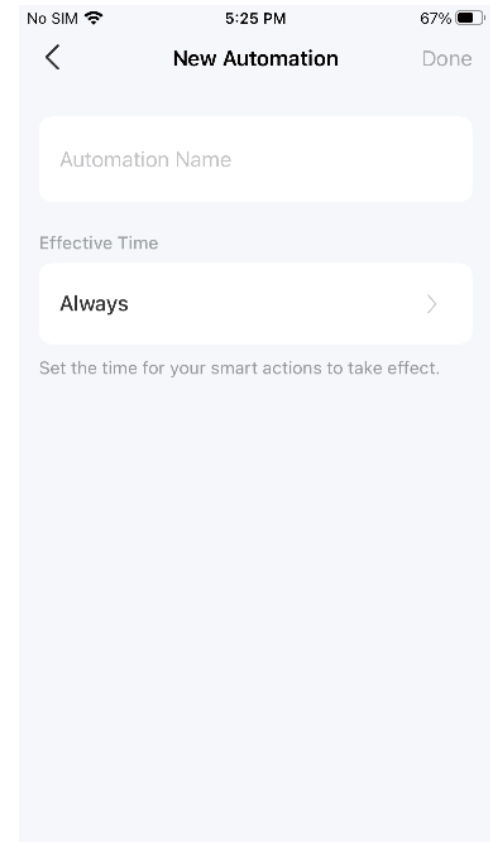 No SIM 5:25 PM 67%
New Automation Done
Automation Name
Effective Time
Always
Set the time for your smart actions to take effect.